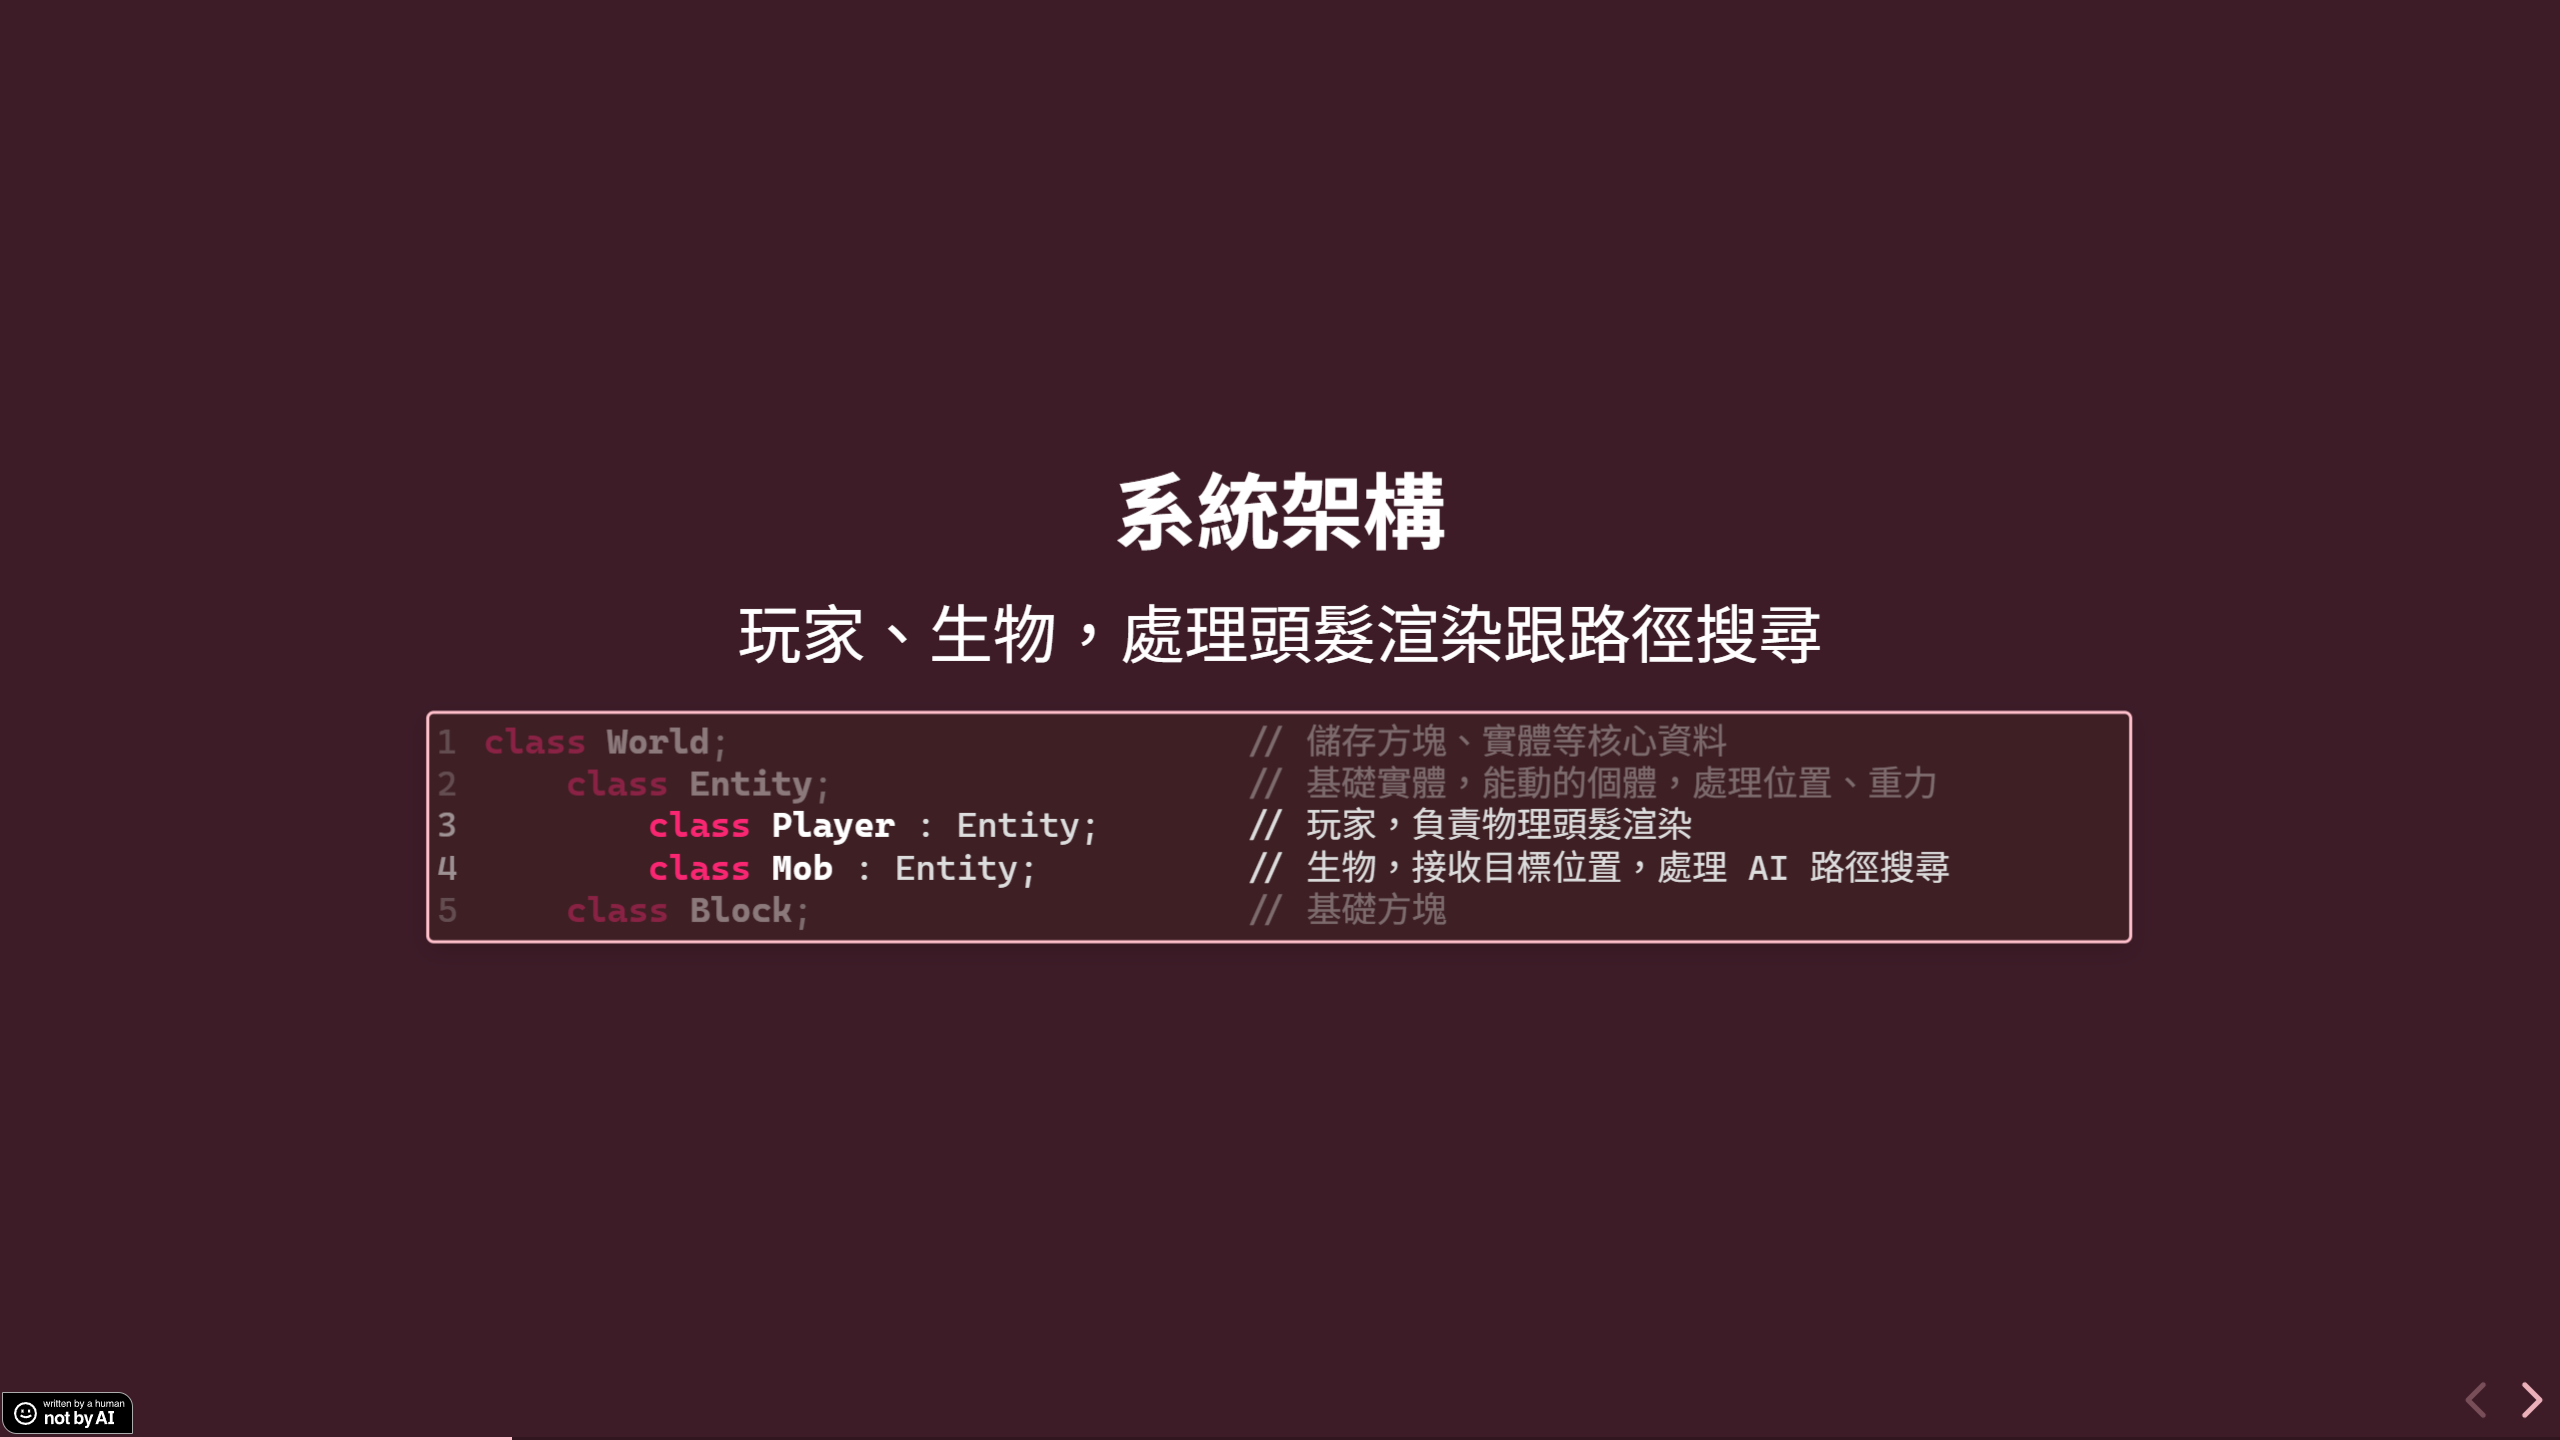 系統架構
玩家、生物，處理頭髮渲染跟路徑搜尋
1 class World; // 儲存方塊、實體等核心資料
2 class Entity; // 基礎實體，能動的個體，處理位置、重力
3 class Player : Entity; // 玩家，負責物理頭髮渲染
4 class Mob : Entity; // 生物，接收目標位置，處理 AI 路徑搜尋
5 class Block; // 基礎方塊
written by a human
not by AI